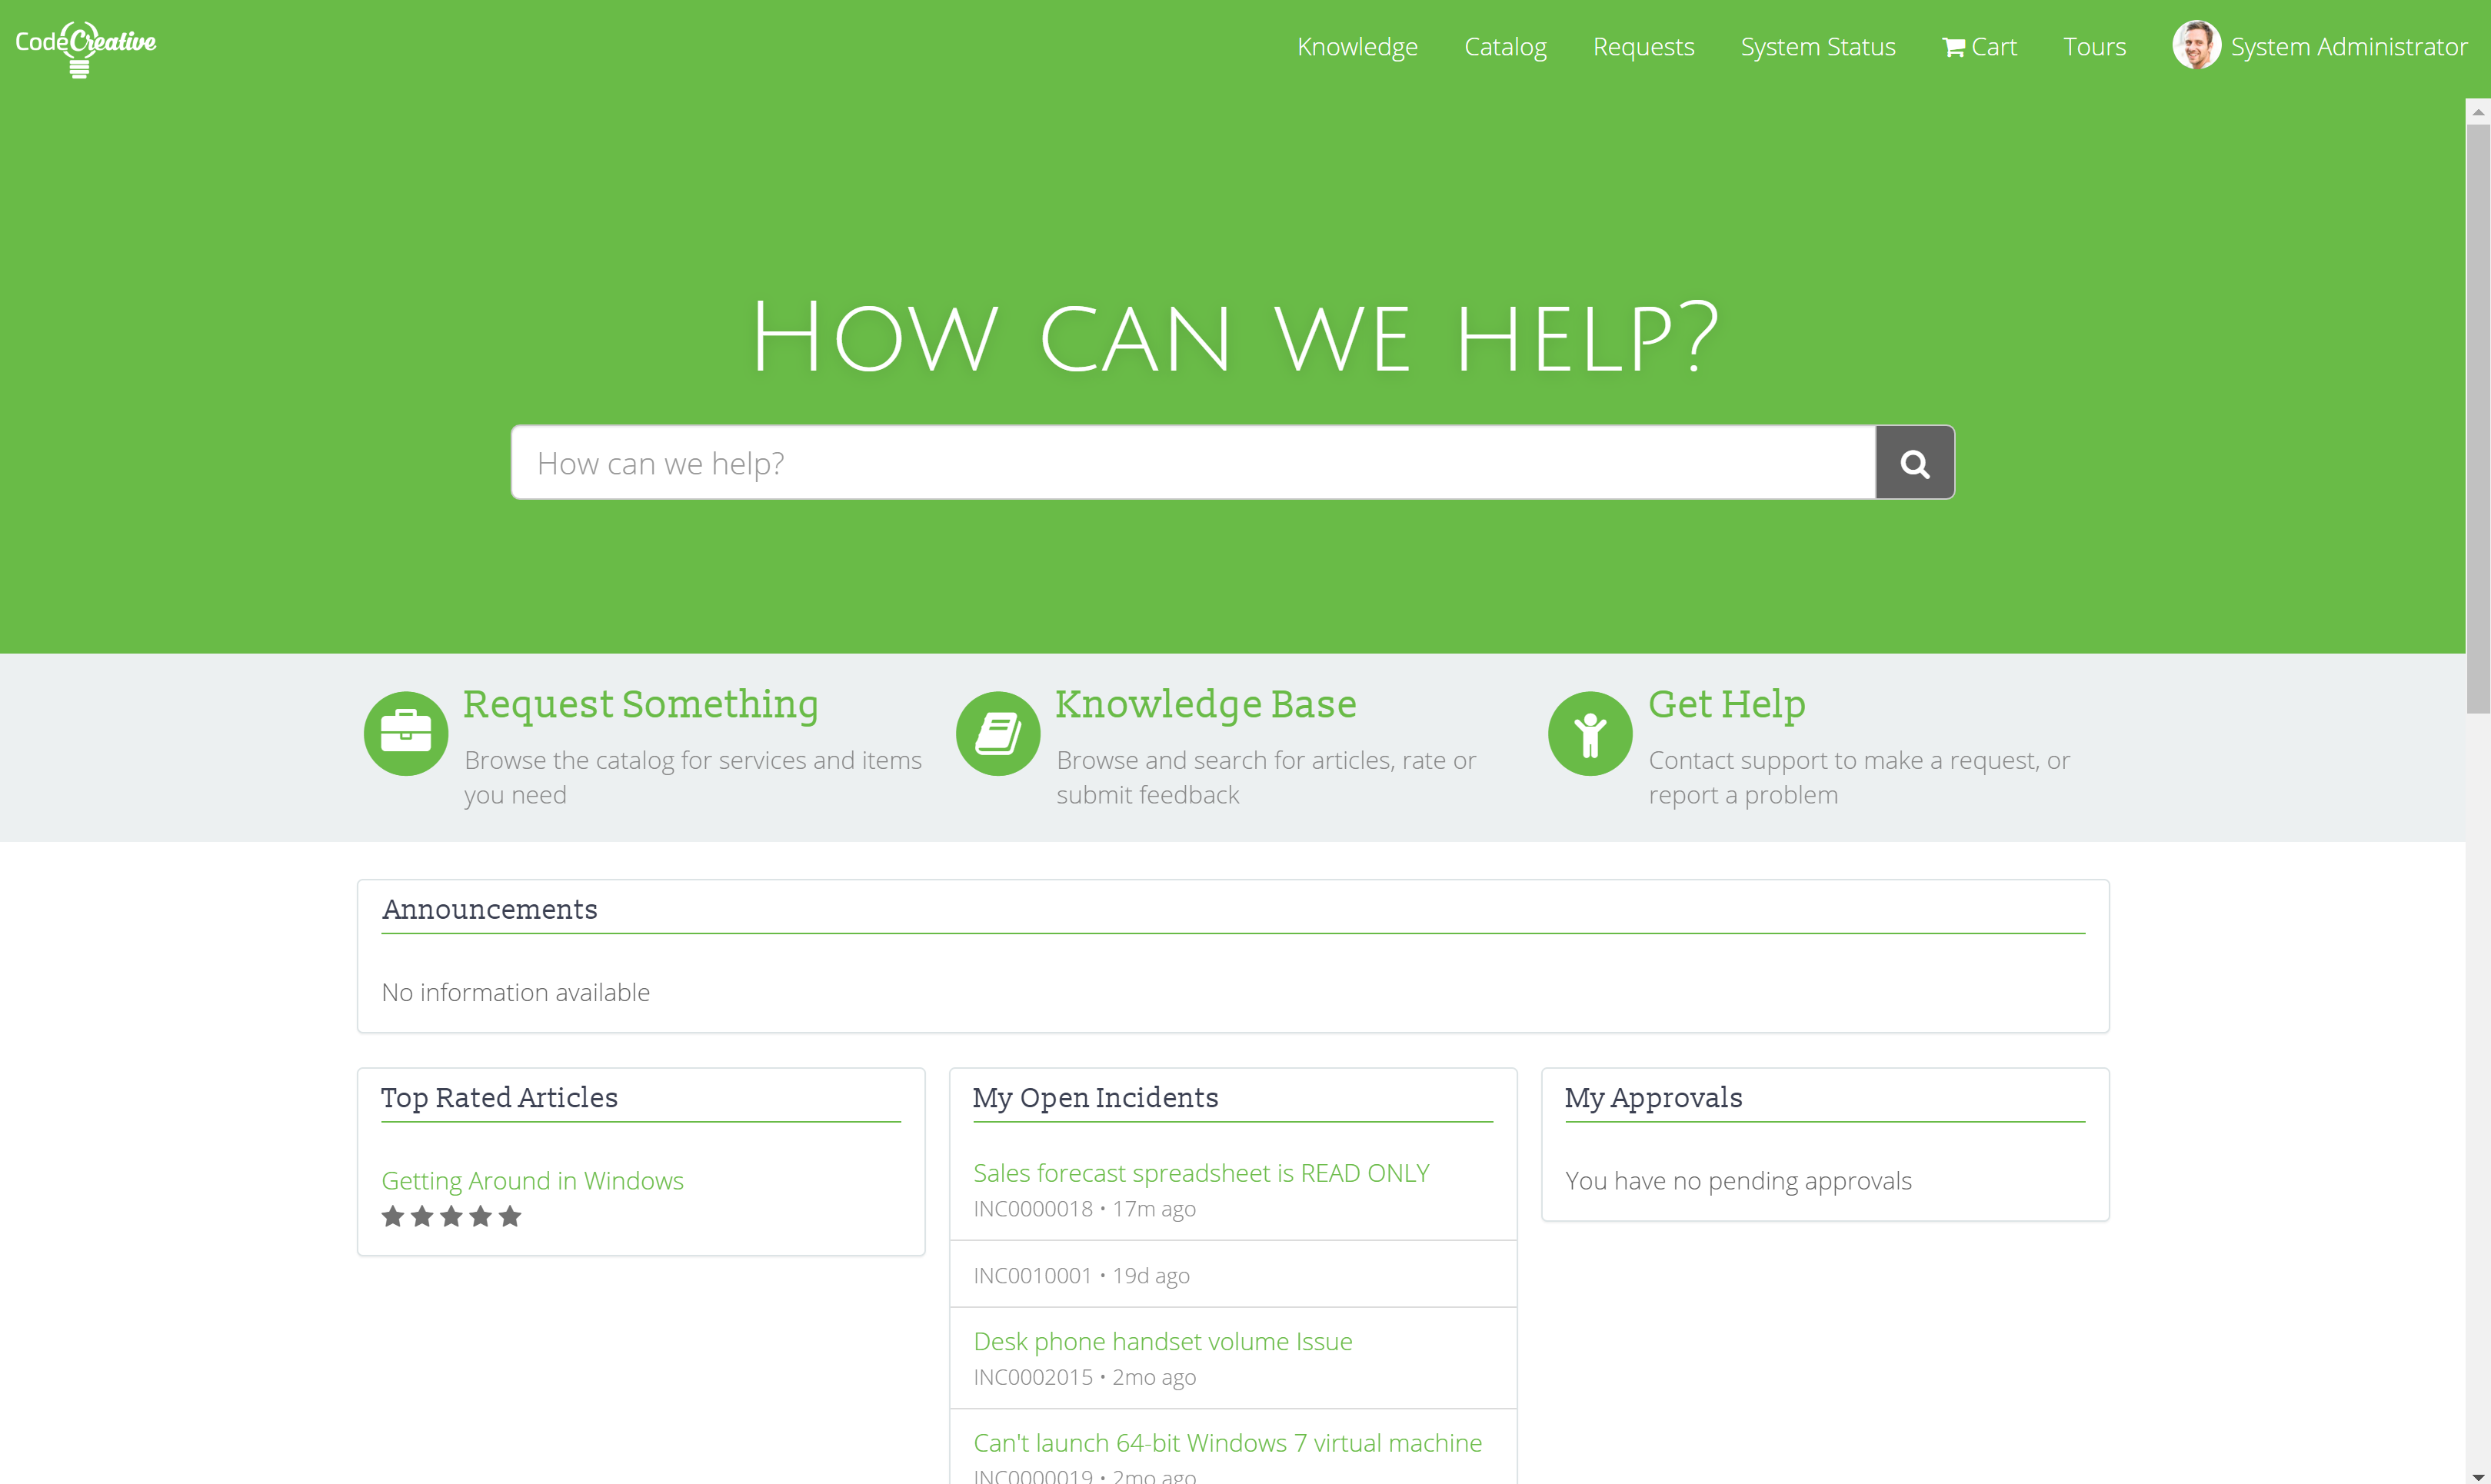 CodeCreative
Knowledge
Catalog
Requests
System Status
Cart
Tours
System Administrator
How can we help?
How can we help?
Request Something
Browse the catalog for services and items
you need
Knowledge Base
Browse and search for articles, rate or
submit feedback
Get Help
Contact support to make a request, or
report a problem
Announcements
No information available
Top Rated Articles
Getting Around in Windows
My Open Incidents
Sales forecast spreadsheet is READ ONLY
INC0000018 • 17m ago
INC0010001 • 19d ago
Desk phone handset volume Issue
INC0002015 • 2mo ago
Can't launch 64-bit Windows 7 virtual machine
INC0000019 • 2mo ago
My Approvals
You have no pending approvals